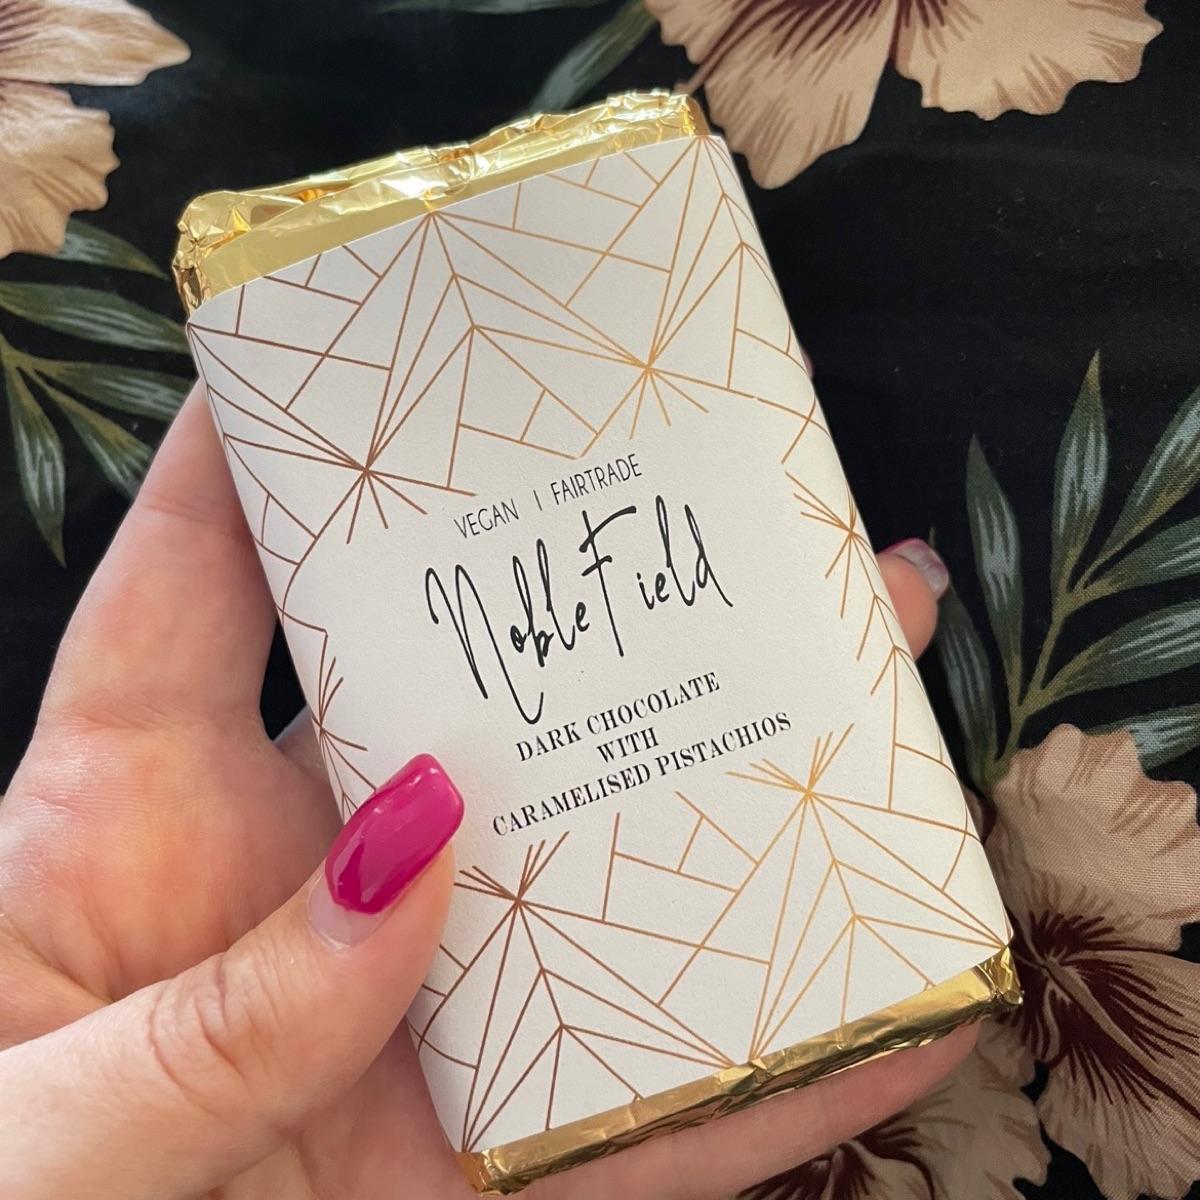 VEGAN | FAIRTRADE
NobleField
DARK CHOCOLATE
WITH
CARAMELISED PISTACHIOS